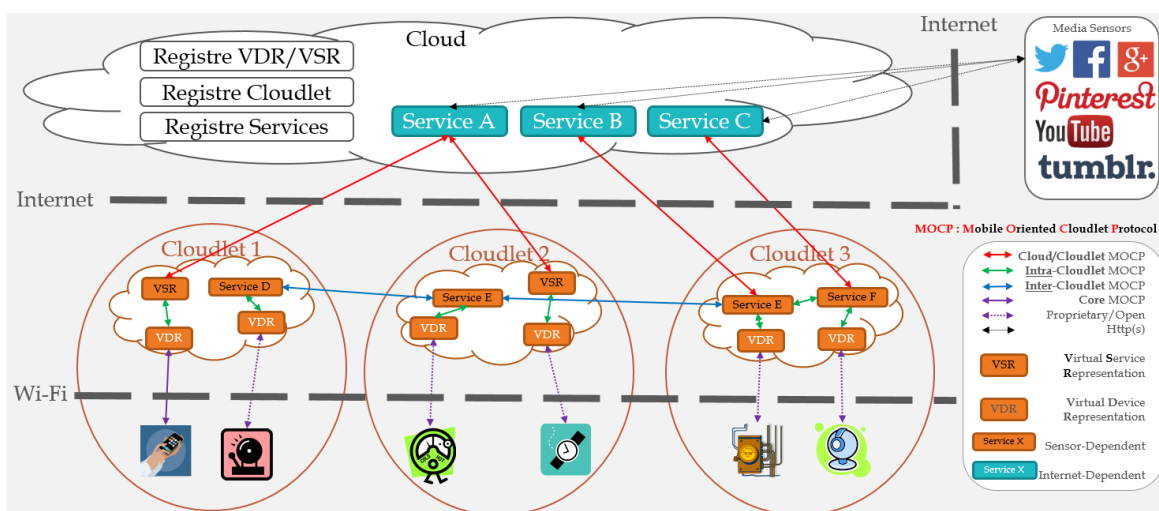 Internet
Cloud
Registre VDR/VSR
Registre Cloudlet
Registre Services
Service A
Service B
Service C
Media Sensors
g+
Pinterest
You Tube
tumblr.
Internet
Cloudlet 1
VSR
Service D
VDR
VDR
Cloudlet 2
VSR
Service E
VDR
VDR
Cloudlet 3
Service E
Service F
VDR
VDR
Wi-Fi
MOCP : Mobile Oriented Cloudlet Protocol
Cloud/Cloudlet MOCP
Intra-Cloudlet MOCP
Inter-Cloudlet MOCP
Core MOCP
Proprietary/Open
Http(s)
VSR
Virtual Service
Representation
VDR
Virtual Device
Representation
Service X
Sensor-Dependent
Service X
Internet-Dependent